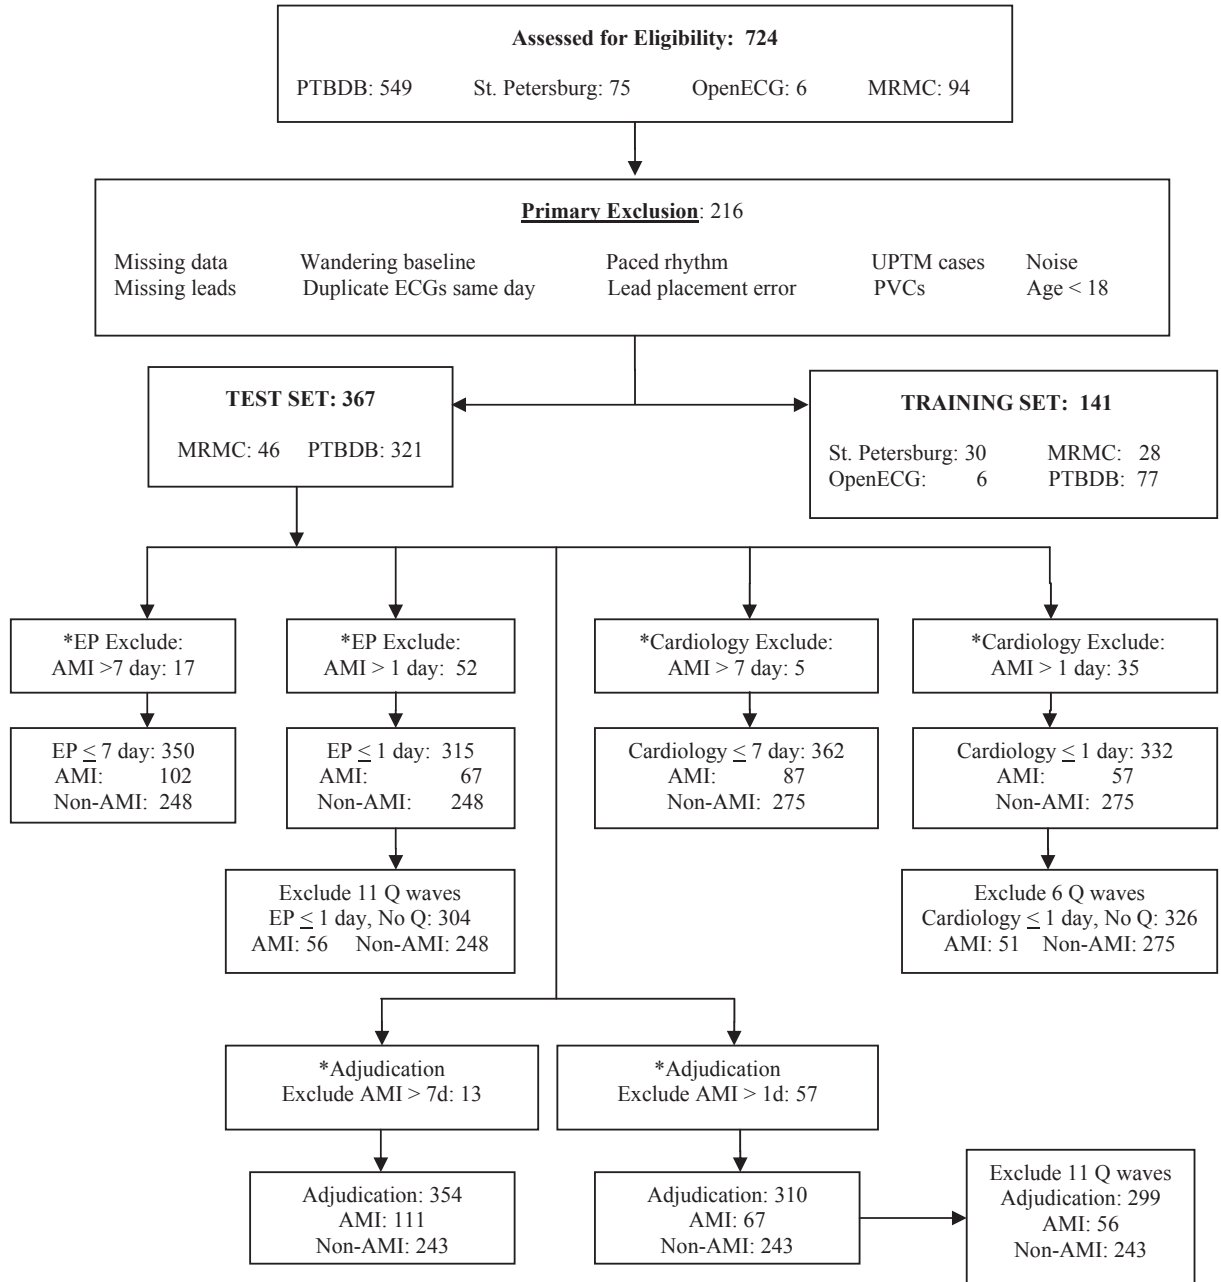 Assessed for Eligibility: 724
PTBDB: 549 St. Petersburg: 75 OpenECG: 6 MRMC: 94
Primary Exclusion: 216
Missing data Wandering baseline Paced rhythm UPTM cases Noise
Missing leads Duplicate ECGs same day Lead placement error PVCs Age < 18
TEST SET: 367
MRMC: 46 PTBDB: 321
TRAINING SET: 141
St. Petersburg: 30 MRMC: 28
OpenECG: 6 PTBDB: 77
*EP Exclude:
AMI >7 day: 17
*EP Exclude:
AMI > 1 day: 52
*Cardiology Exclude:
AMI > 7 day: 5
*Cardiology Exclude:
AMI > 1 day: 35
EP ≤ 7 day: 350
AMI: 102
Non-AMI: 248
EP ≤ 1 day: 315
AMI: 67
Non-AMI: 248
Cardiology ≤ 7 day: 362
AMI: 87
Non-AMI: 275
Cardiology ≤ 1 day: 332
AMI: 57
Non-AMI: 275
Exclude 11 Q waves
EP ≤ 1 day, No Q: 304
AMI: 56 Non-AMI: 248
Exclude 6 Q waves
Cardiology ≤ 1 day, No Q: 326
AMI: 51 Non-AMI: 275
*Adjudication
Exclude AMI > 7d: 13
*Adjudication
Exclude AMI > 1d: 57
Adjudication: 354
AMI: 111
Non-AMI: 243
Adjudication: 310
AMI: 67
Non-AMI: 243
Exclude 11 Q waves
Adjudication: 299
AMI: 56
Non-AMI: 243